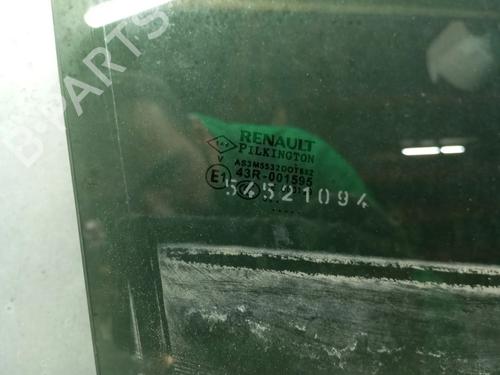 B-PARTS
RENAULT
PILKINGTON
V
E1 43R-001595
54521094